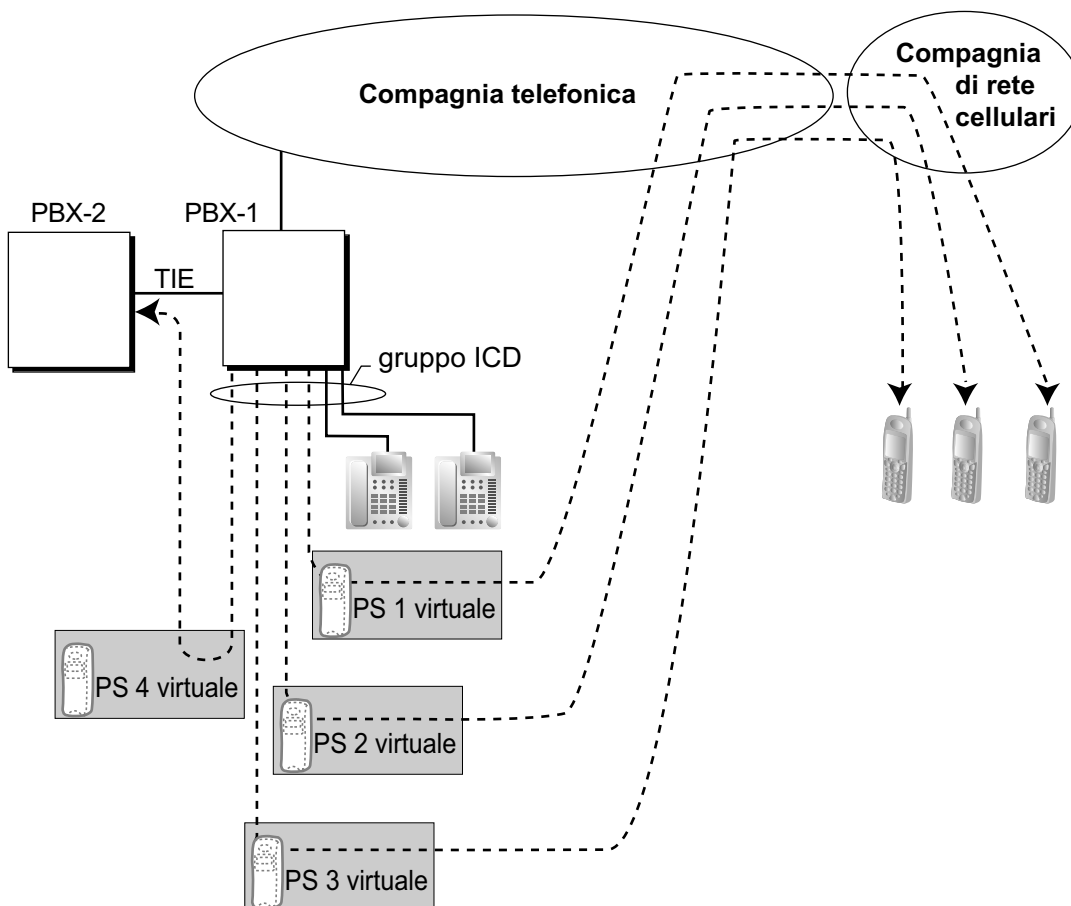 Compagnia telefonica
Compagnia
di rete
cellulari
PBX-2
PBX-1
TIE
gruppo ICD
PS 1 virtuale
PS 4 virtuale
PS 2 virtuale
PS 3 virtuale